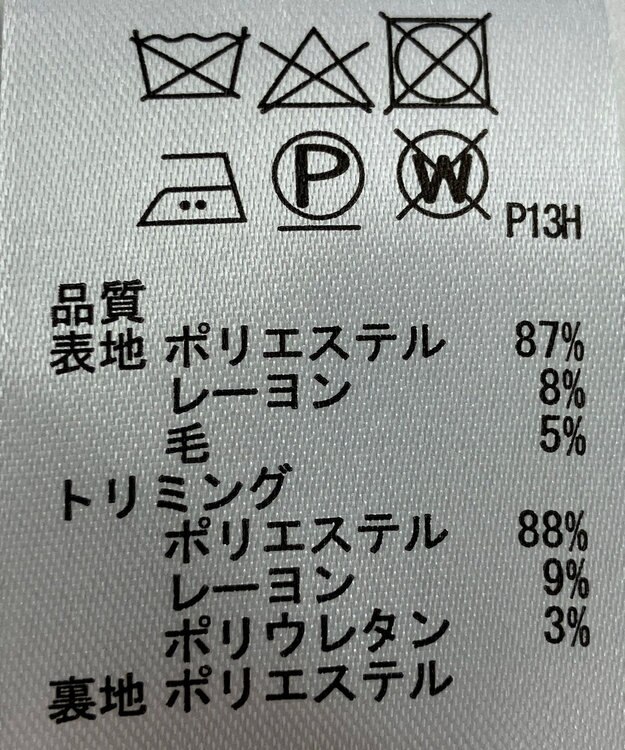 P W P13H
品質
表地 ポリエステル 87%
レーヨン 8%
毛 5%
トリミング
ポリエステル 88%
レーヨン 9%
ポリウレタン 3%
裏地 ポリエステル